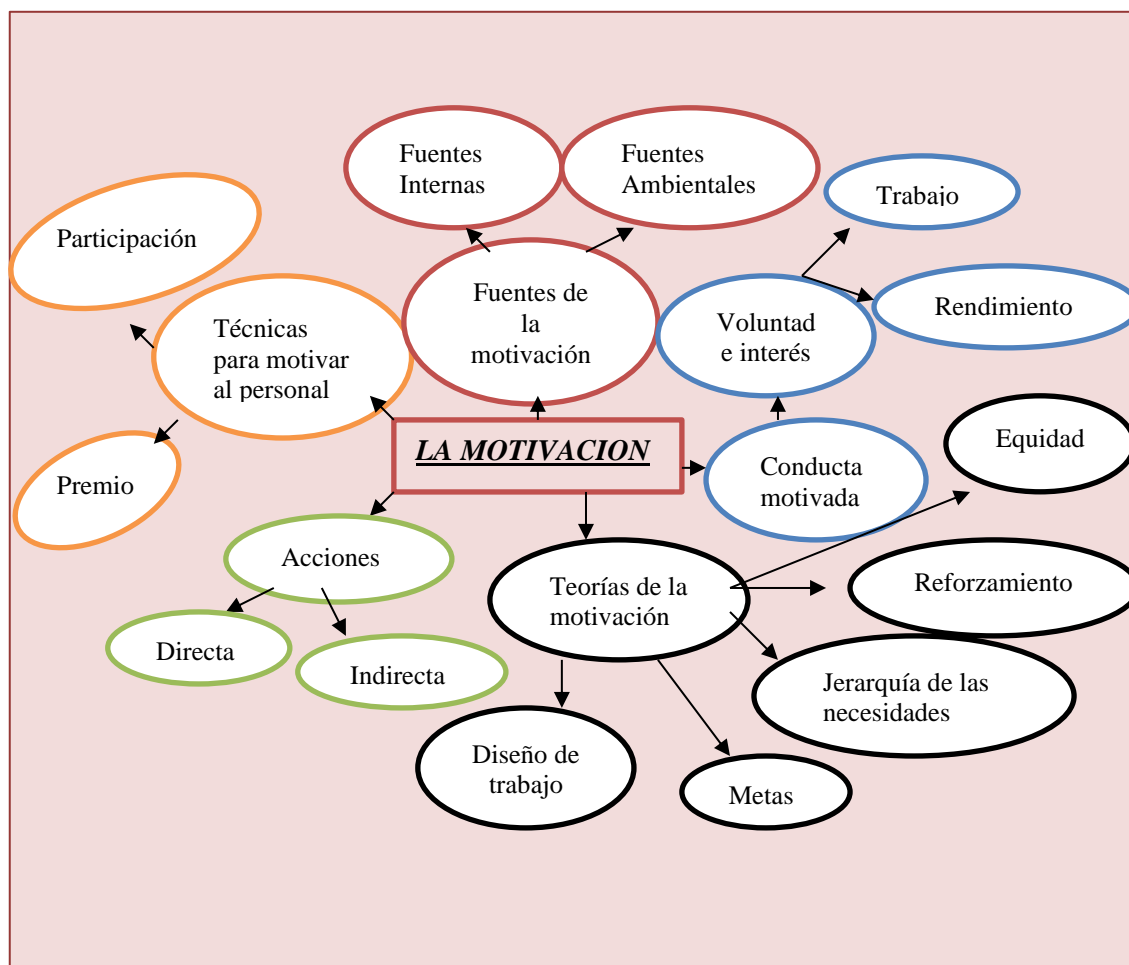 Fuentes
Internas
Fuentes
Ambientales
Trabajo
Participación
Fuentes de
la
motivación
Rendimiento
Técnicas
para motivar
al personal
Voluntad
e interés
Equidad
LA MOTIVACION
Conducta
motivada
Premio
Acciones
Teorías de la
motivación
Reforzamiento
Directa
Indirecta
Jerarquía de las
necesidades
Diseño de
trabajo
Metas